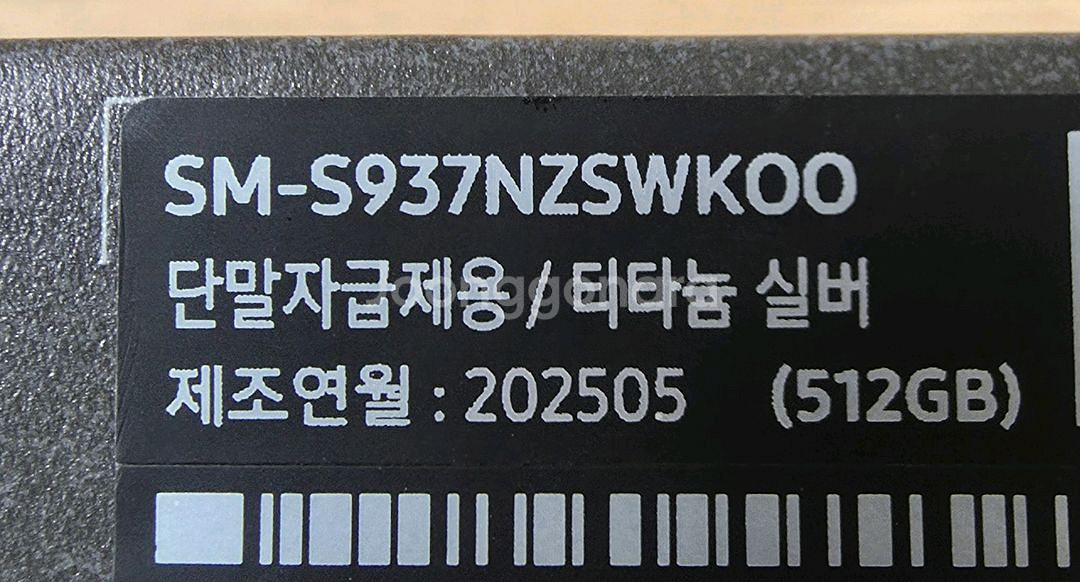 SM-S937NZSWKOO
단말자급제용 / 티타늄 실버
제조연월 : 202505 (512GB)
Joonggonara